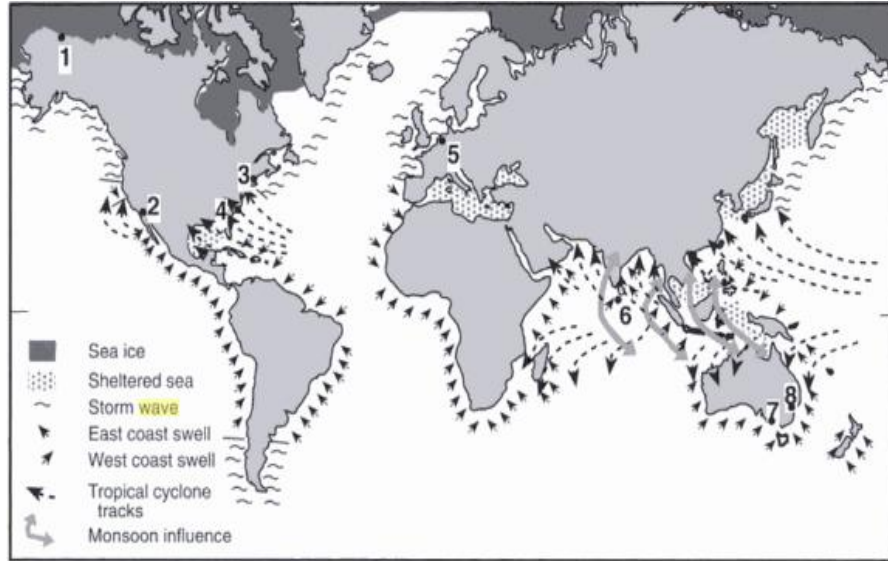 1
2
3
4
5
6
7
8
Sea ice
Sheltered sea
Storm wave
East coast swell
West coast swell
Tropical cyclone
tracks
Monsoon influence